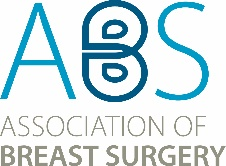 ABS
ASSOCIATION OF
BREAST SURGERY